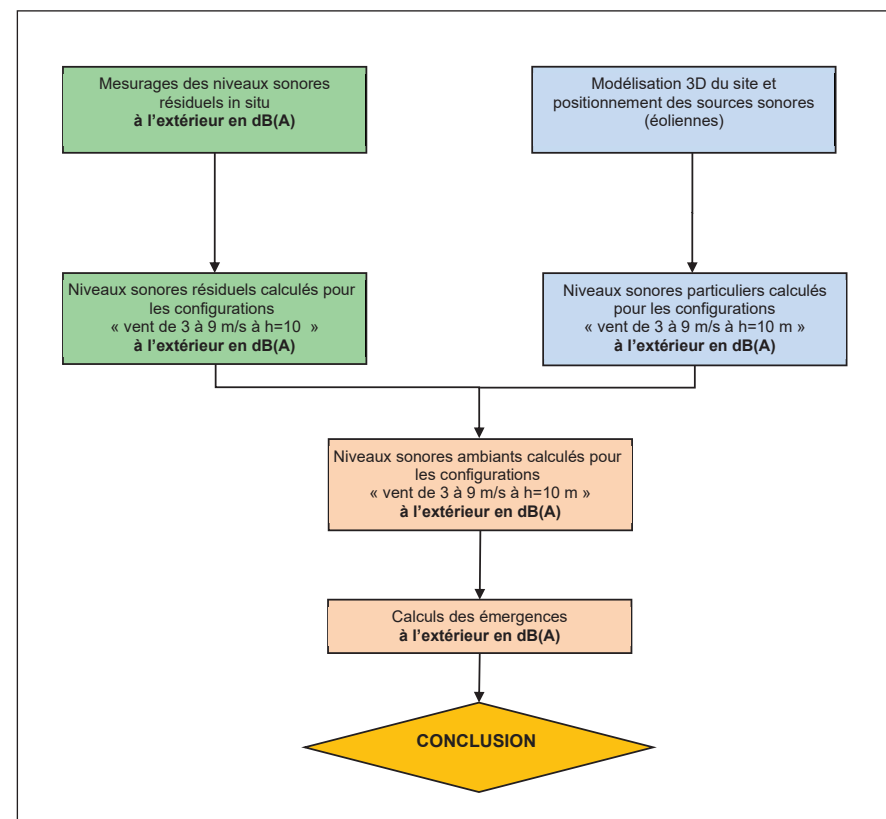 Mesurages des niveaux sonores
résiduels in situ
à l'extérieur en dB(A)
Modélisation 3D du site et
positionnement des sources sonores
(éoliennes)
Niveaux sonores résiduels calculés pour
les configurations
« vent de 3 à 9 m/s à h=10 »
à l'extérieur en dB(A)
Niveaux sonores particuliers calculés
pour les configurations
« vent de 3 à 9 m/s à h=10 m »
à l'extérieur en dB(A)
Niveaux sonores ambiants calculés pour
les configurations
« vent de 3 à 9 m/s à h=10 m »
à l'extérieur en dB(A)
Calculs des émergences
à l'extérieur en dB(A)
CONCLUSION